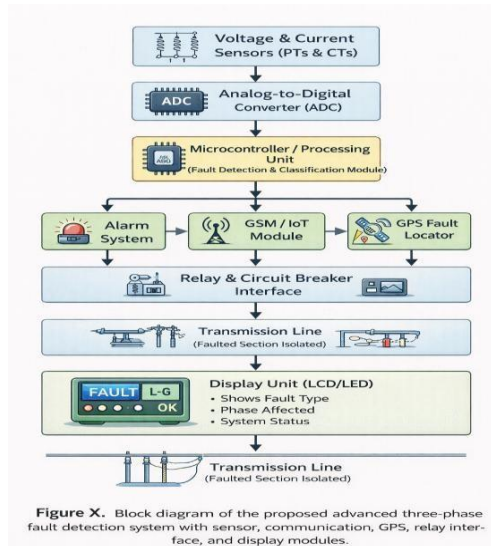 Voltage & Current
Sensors (PTs & CTs)
ADC
Analog-to-Digital
Converter (ADC)
Microcontroller / Processing
Unit
(Fault Detection & Classification Module)
Alarm
System
GSM / IoT
Module
GPS Fault
Locator
Relay & Circuit Breaker
Interface
Transmission Line
(Faulted Section Isolated)
FAULT L-G
OK
Display Unit (LCD/LED)
• Shows Fault Type
• Phase Affected
• System Status
Transmission Line
(Faulted Section Isolated)
Figure X. Block diagram of the proposed advanced three-phase
fault detection system with sensor, communication, GPS, relay inter-
face, and display modules.